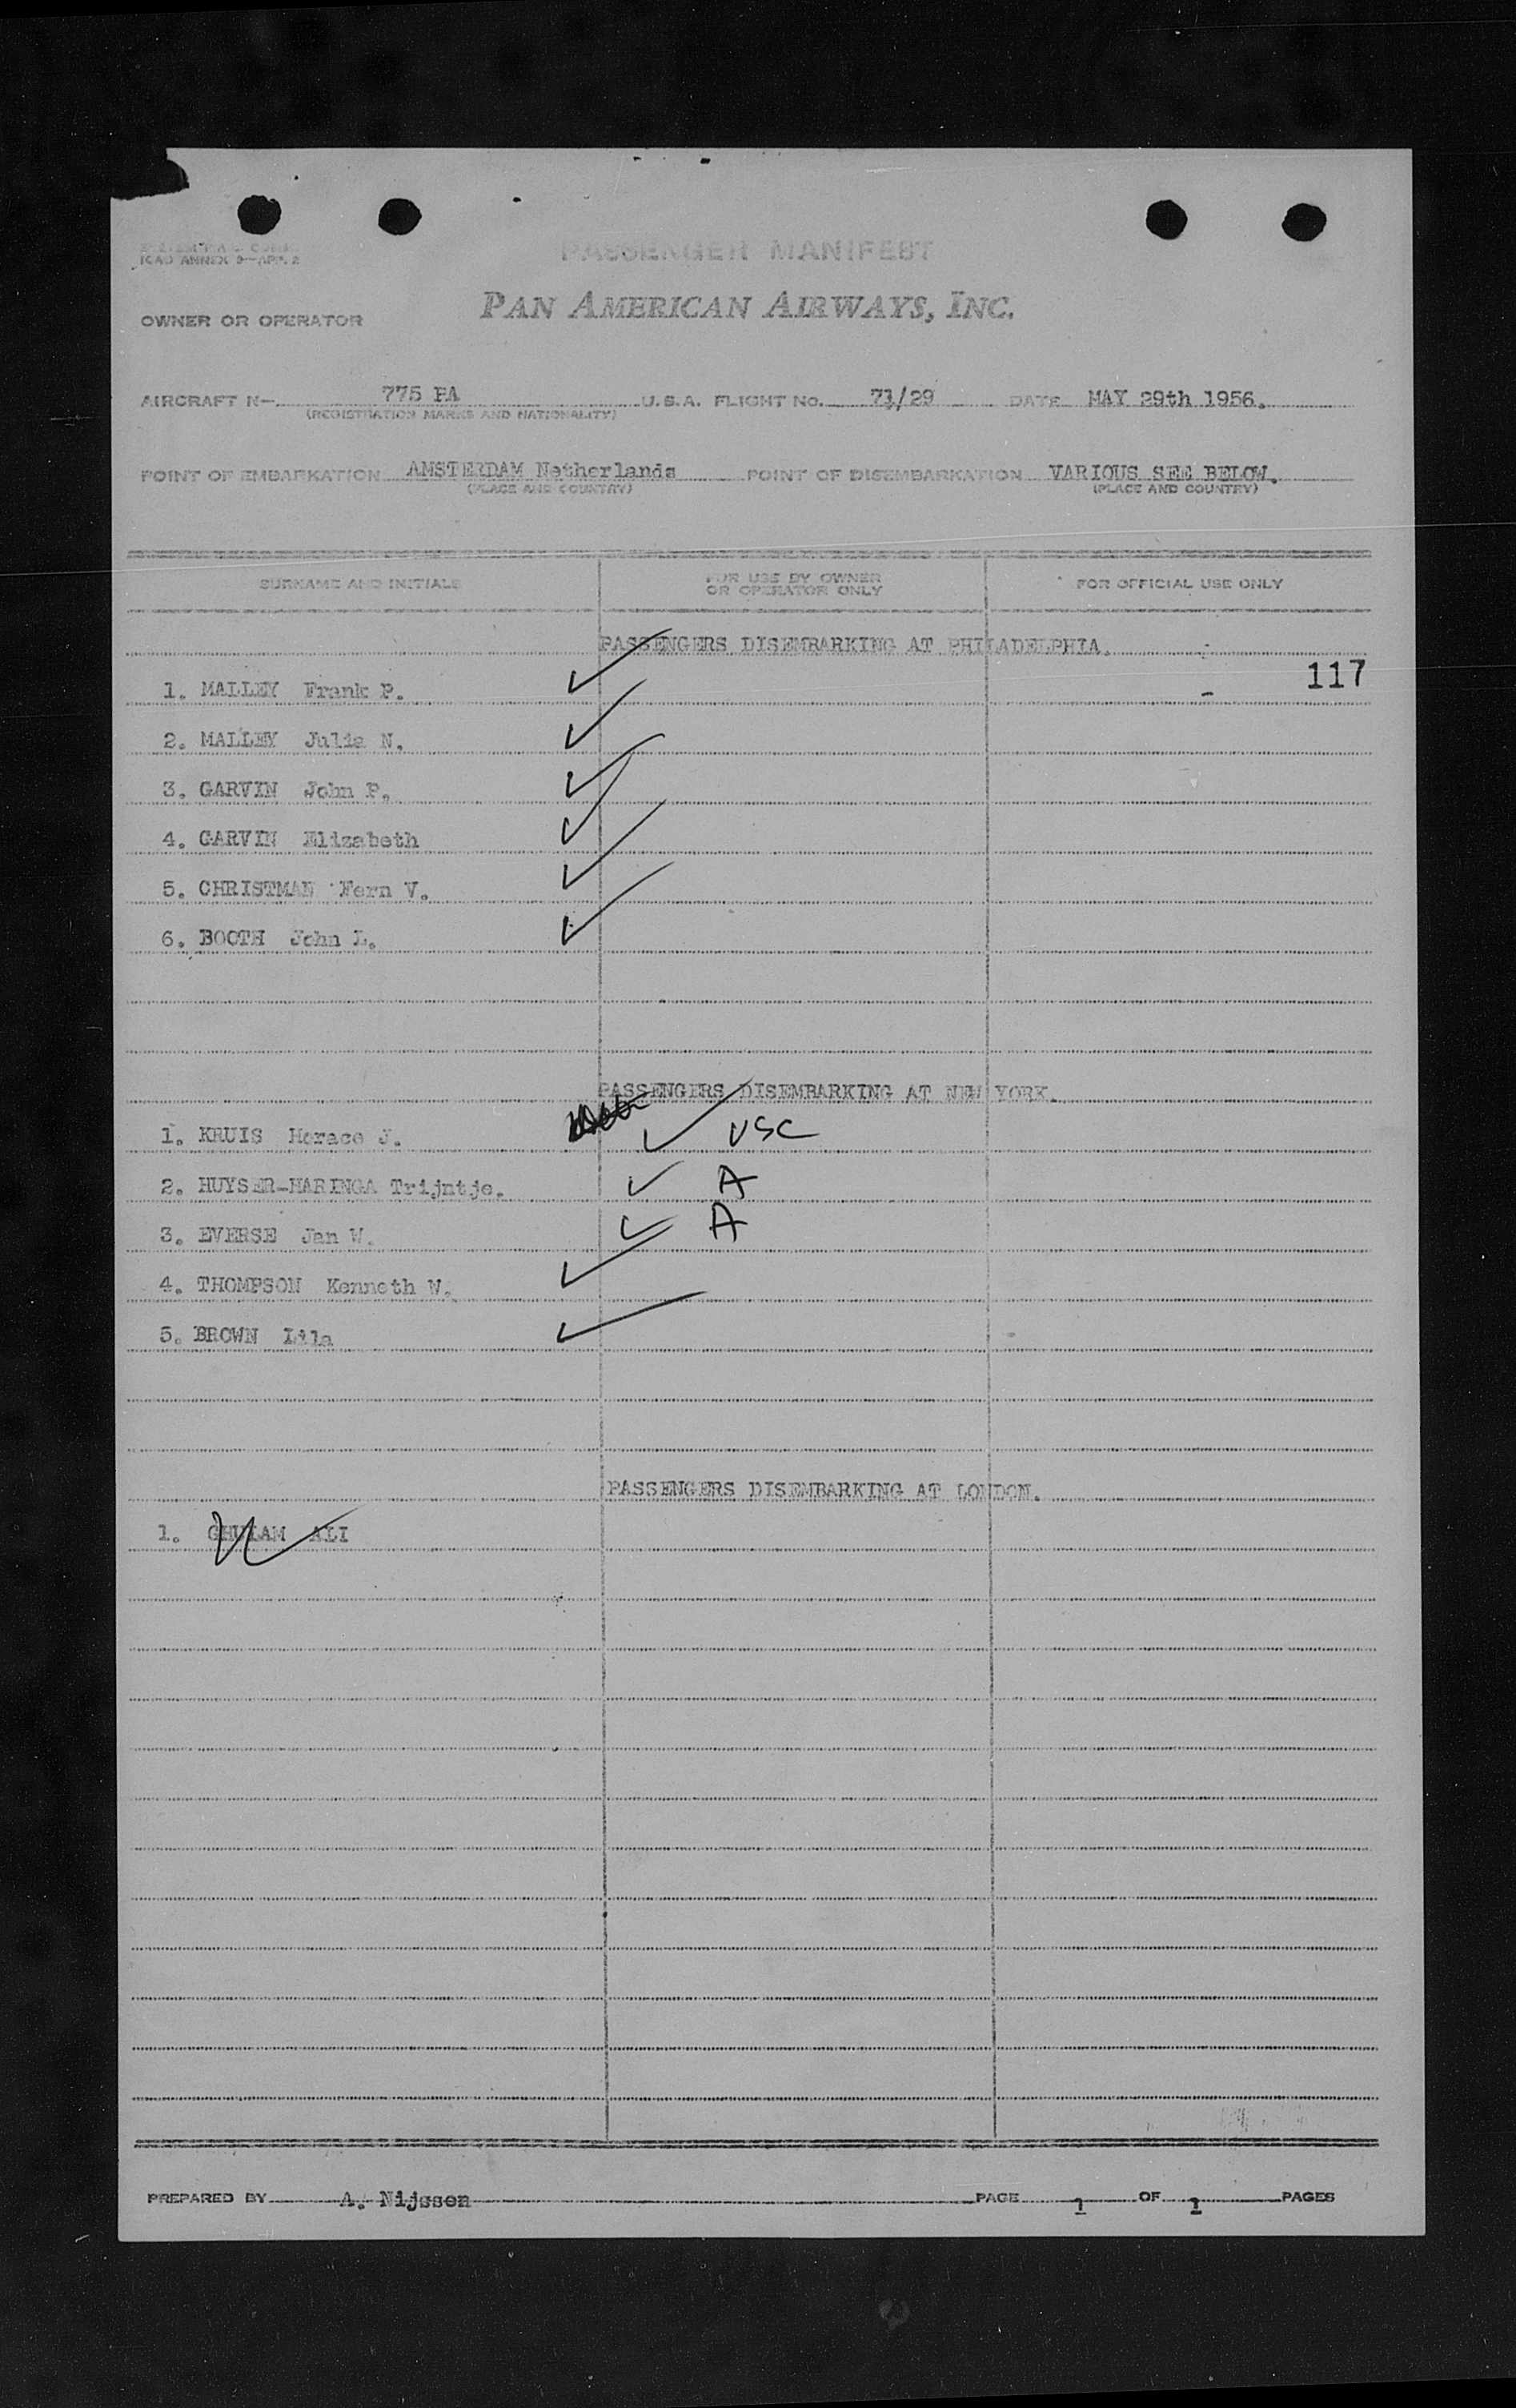 ICAO ANNEX 9—APP. 2
PASSENGER MANIFEST
OWNER OR OPERATOR PAN AMERICAN AIRWAYS, INC.
AIRCRAFT N— 775 PA U.S.A. FLIGHT No. 71/29 DATE MAY 29th 1956.
(REGISTRATION MARKS AND NATIONALITY)
POINT OF EMBARKATION AMSTERDAM Netherlands POINT OF DISEMBARKATION VARIOUS SEE BELOW.
(PLACE AND COUNTRY) (PLACE AND COUNTRY)
SURNAME AND INITIALS FOR USE BY OWNER OR OPERATOR ONLY FOR OFFICIAL USE ONLY
PASSENGERS DISEMBARKING AT PHILADELPHIA.
117
1. MALLEY Frank P.
2. MALLEY Julia N.
3. GARVIN John P.
4. GARVIN Elizabeth
5. CHRISTMAN Fern V.
6. BOOTH John L.
PASSENGERS DISEMBARKING AT NEW YORK.
1. KRUIS Horace J. USC
2. HUYSER-HARINGA Trijntje. A
3. EVERSE Jan W. A
4. THOMPSON Kenneth W.
5. BROWN Lila
PASSENGERS DISEMBARKING AT LONDON.
1. GHULAM ALI
PREPARED BY A. Nijssen PAGE 1 OF 1 PAGES